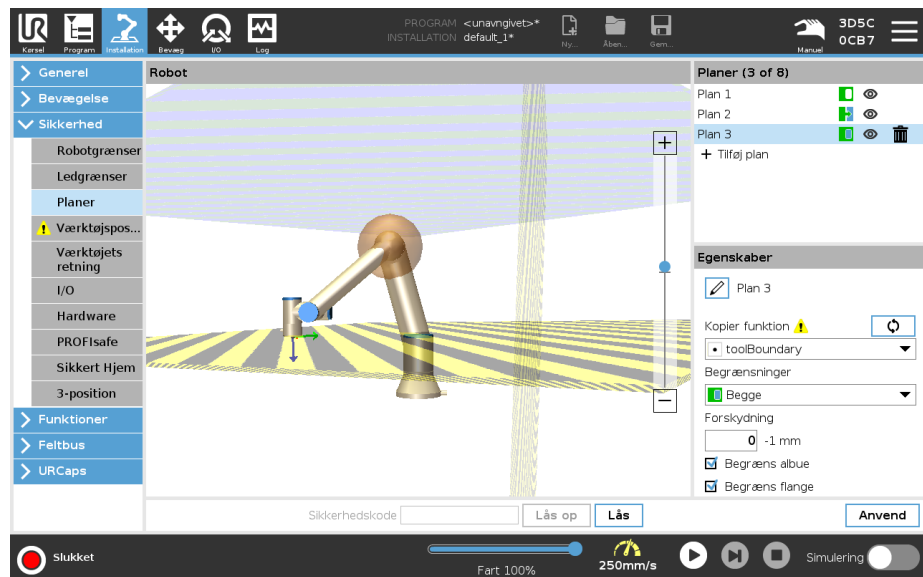 PROGRAM <unavngivet>*
INSTALLATION default_1*
Kørsel
Program
Installation
Bevæg
I/O
Log
Ny...
Åben...
Gem...
Manuel
3D5C
0CB7
Generel
Bevægelse
Sikkerhed
Robotgrænser
Ledgrænser
Planer
Værktøjspos...
Værktøjets
retning
I/O
Hardware
PROFIsafe
Sikkert Hjem
3-position
Funktioner
Feltbus
URCaps
Robot
Planer (3 of 8)
Plan 1
Plan 2
Plan 3
+ Tilføj plan
Egenskaber
Plan 3
Kopier funktion
toolBoundary
Begrænsninger
Begge
Forskydning
0 -1 mm
Begræns albue
Begræns flange
Sikkerhedskode
Lås op
Lås
Anvend
Slukket
Fart 100%
250mm/s
Simulering